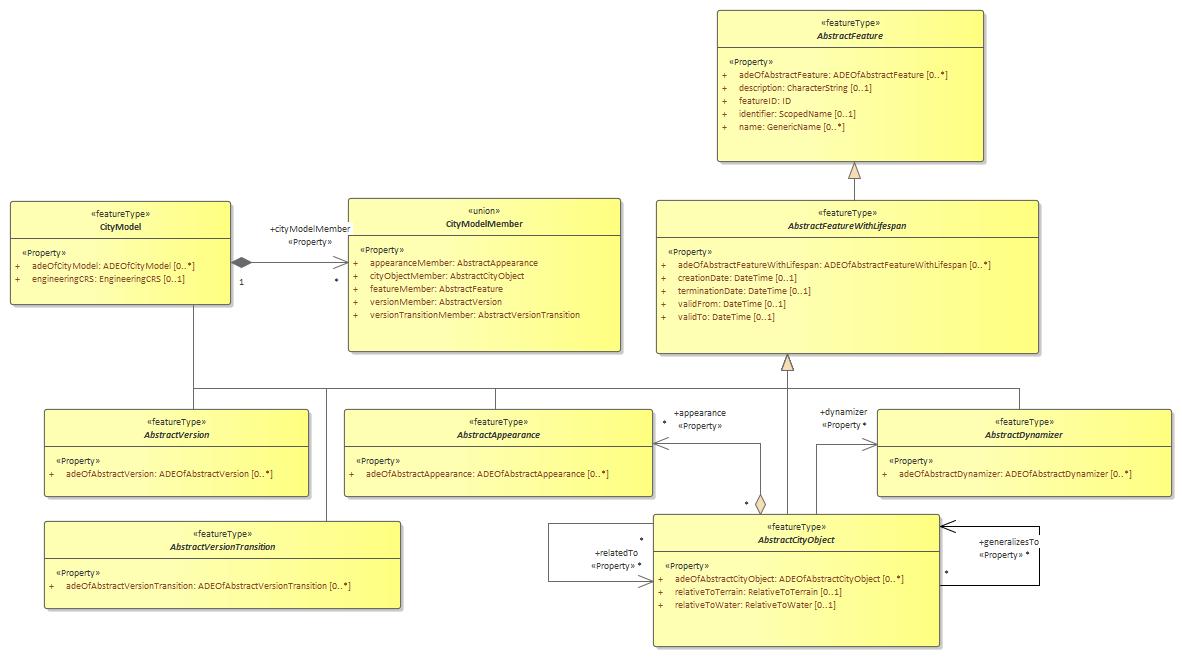 «featureType»
AbstractFeature
«Property»
+ adeOfAbstractFeature: ADEOfAbstractFeature [0..*]
+ description: CharacterString [0..1]
+ featureID: ID
+ identifier: ScopedName [0..1]
+ name: GenericName [0..*]
«featureType»
CityModel
«Property»
+ adeOfCityModel: ADEOfCityModel [0..*]
+ engineeringCRS: EngineeringCRS [0..1]
+cityModelMember
«Property»
1
*
«union»
CityModelMember
«Property»
+ appearanceMember: AbstractAppearance
+ cityObjectMember: AbstractCityObject
+ featureMember: AbstractFeature
+ versionMember: AbstractVersion
+ versionTransitionMember: AbstractVersionTransition
«featureType»
AbstractFeatureWithLifespan
«Property»
+ adeOfAbstractFeatureWithLifespan: ADEOfAbstractFeatureWithLifespan [0..*]
+ creationDate: DateTime [0..1]
+ terminationDate: DateTime [0..1]
+ validFrom: DateTime [0..1]
+ validTo: DateTime [0..1]
«featureType»
AbstractVersion
«Property»
+ adeOfAbstractVersion: ADEOfAbstractVersion [0..*]
«featureType»
AbstractAppearance
«Property»
+ adeOfAbstractAppearance: ADEOfAbstractAppearance [0..*]
+appearance
* «Property»
*
+dynamizer
«Property» *
«featureType»
AbstractDynamizer
«Property»
+ adeOfAbstractDynamizer: ADEOfAbstractDynamizer [0..*]
«featureType»
AbstractVersionTransition
«Property»
+ adeOfAbstractVersionTransition: ADEOfAbstractVersionTransition [0..*]
*
+relatedTo
«Property» *
«featureType»
AbstractCityObject
«Property»
+ adeOfAbstractCityObject: ADEOfAbstractCityObject [0..*]
+ relativeToTerrain: RelativeToTerrain [0..1]
+ relativeToWater: RelativeToWater [0..1]
+generalizesTo
«Property» *
*